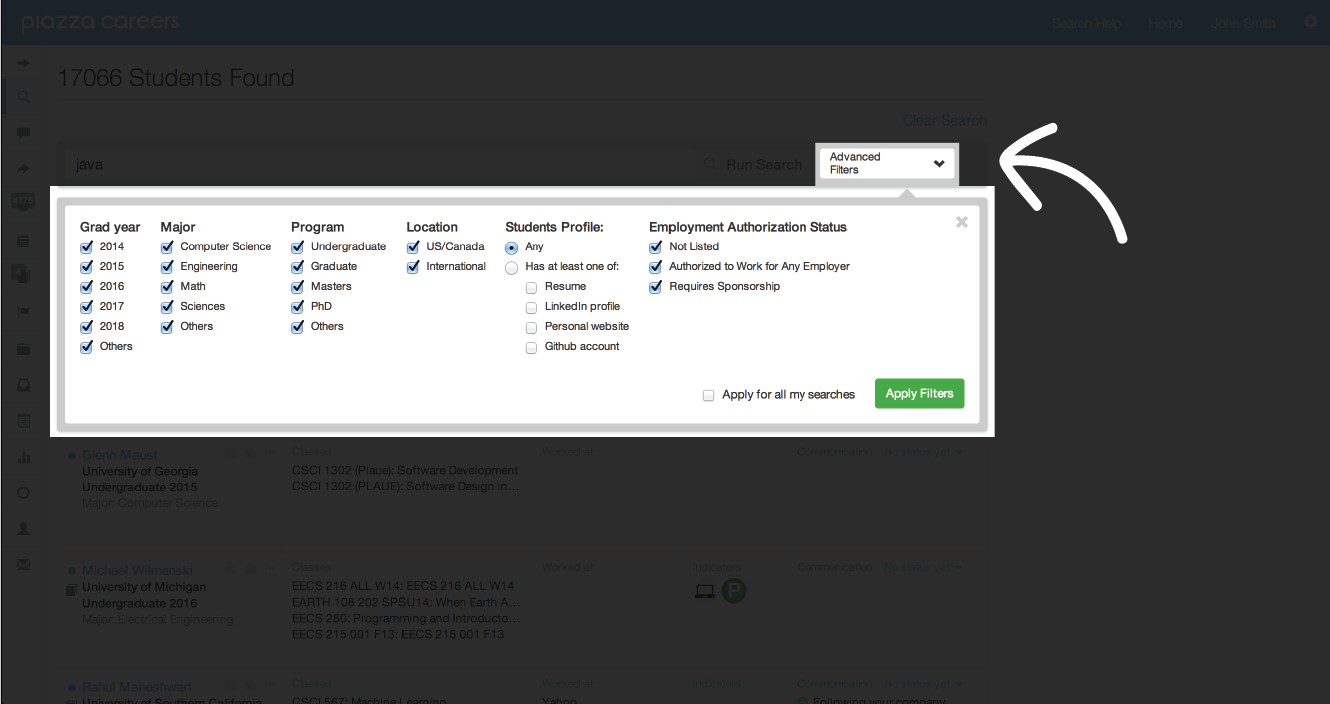 piazza careers
Search Help Home John Smith
17066 Students Found
Clear Search
java
Run Search
Advanced
Filters
Grad year
2014
2015
2016
2017
2018
Others
Major
Computer Science
Engineering
Math
Sciences
Others
Program
Undergraduate
Graduate
Masters
PhD
Others
Location
US/Canada
International
Students Profile:
Any
Has at least one of:
Resume
LinkedIn profile
Personal website
Github account
Employment Authorization Status
Not Listed
Authorized to Work for Any Employer
Requires Sponsorship
Apply for all my searches
Apply Filters
Glenn Maust
University of Georgia
Undergraduate 2015
Major: Computer Science
Classes
CSCI 1302 (Plaue): Software Development
CSCI 1302 (PLAUE): Software Design in…
Worked at
Communication No status yet
Michael Wilmanski
University of Michigan
Undergraduate 2016
Major: Electrical Engineering
Classes
EECS 216 ALL W14: EECS 216 ALL W14
EARTH 108 202 SPSU14: When Earth A…
EECS 280: Programming and Introducto…
EECS 215 001 F13: EECS 215 001 F13
Worked at
Indicators
P
Communication No status yet
Rahul Maheshwari
University of Southern California
Classes
CSCI 567: Machine Learning
Worked at
Yahoo
Indicators
Communication No status yet
Following your company